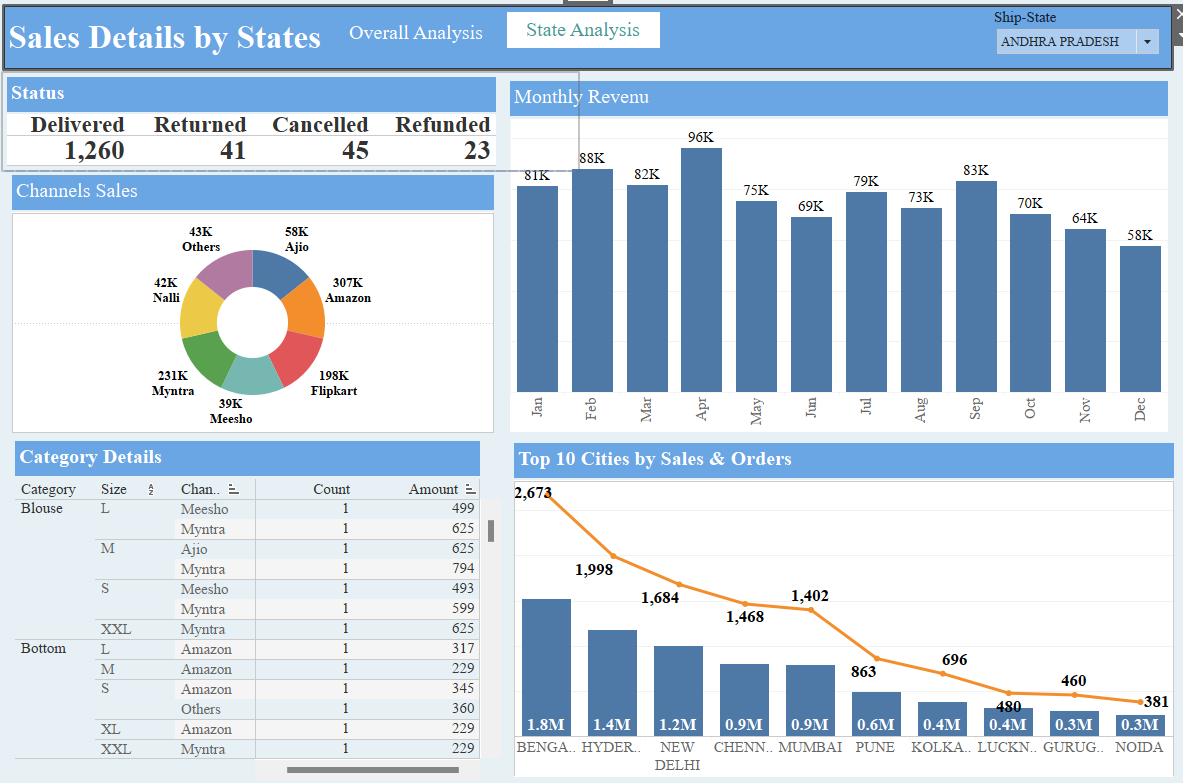 Sales Details by States
Overall Analysis
State Analysis
Ship-State
ANDHRA PRADESH
Status
Delivered Returned Cancelled Refunded
1,260 41 45 23
Monthly Revenu
81K 88K 82K 96K 75K 69K 79K 73K 83K 70K 64K 58K
Jan Feb Mar Apr May Jun Jul Aug Sep Oct Nov Dec
Channels Sales
43K
Others
58K
Ajio
42K
Nalli
307K
Amazon
231K
Myntra
198K
Flipkart
39K
Meesho
Category Details
Category Size Chan.. Count Amount
Blouse L Meesho 1 499
Myntra 1 625
M Ajio 1 625
Myntra 1 794
S Meesho 1 493
Myntra 1 599
XXL Myntra 1 625
Bottom L Amazon 1 317
M Amazon 1 229
S Amazon 1 345
Others 1 360
XL Amazon 1 229
XXL Myntra 1 229
Top 10 Cities by Sales & Orders
2,673 1,998 1,684 1,468 1,402 863 696 480 460 381
1.8M 1.4M 1.2M 0.9M 0.9M 0.6M 0.4M 0.4M 0.3M 0.3M
BENGA.. HYDER.. NEW DELHI CHENN.. MUMBAI PUNE KOLKA.. LUCKN.. GURUG.. NOIDA